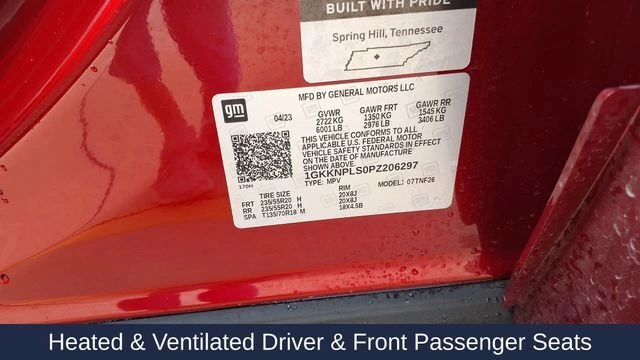 BUILT WITH PRIDE
Spring Hill, Tennessee
gm
MFD BY GENERAL MOTORS LLC
04/23 GVWR GAWR FRT GAWR RR
2722 KG 1350 KG 1545 KG
6001 LB 2976 LB 3406 LB
THIS VEHICLE CONFORMS TO ALL
APPLICABLE U.S. FEDERAL MOTOR
VEHICLE SAFETY STANDARDS IN EFFECT
ON THE DATE OF MANUFACTURE SHOWN ABOVE.
1GKKNPLS0PZ206297
170H TYPE: MPV MODEL: 07TNF26
TIRE SIZE RIM
FRT 235/55R20 H 20X8J
RR 235/55R20 H 20X8J
SPA T135/70R18 M 18X4.5B
Heated & Ventilated Driver & Front Passenger Seats